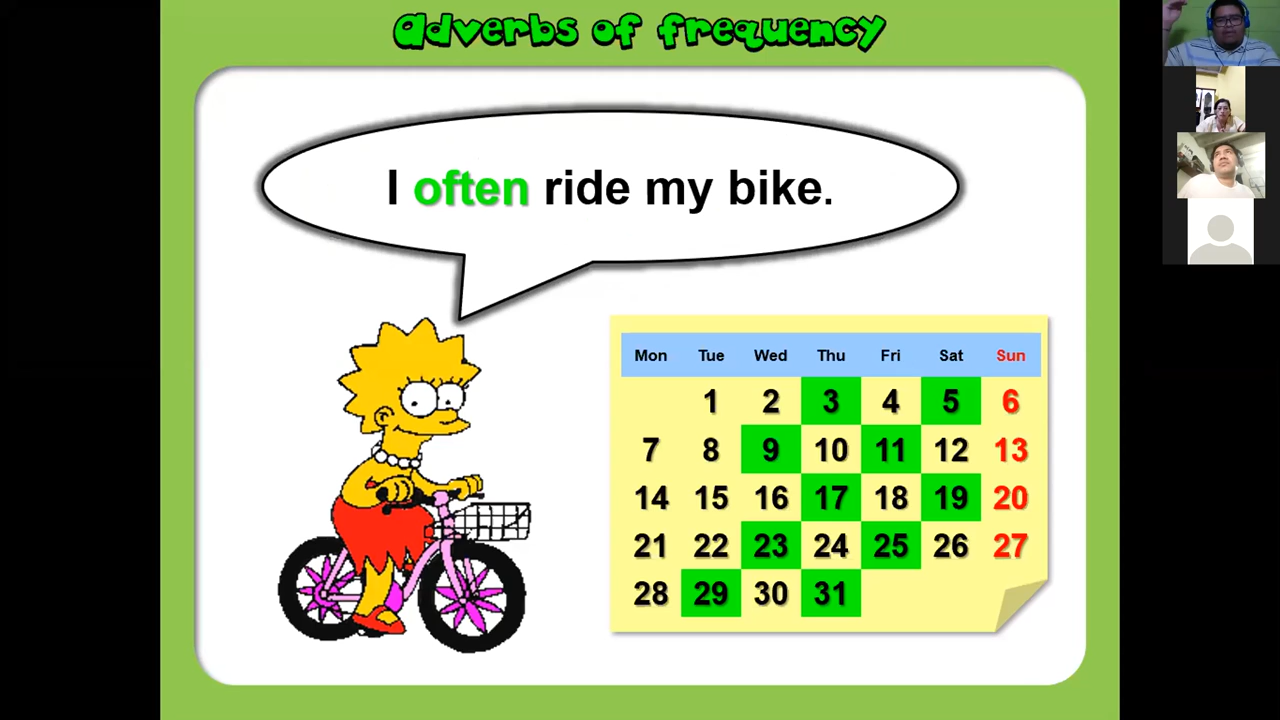 Adverbs of frequency
I often ride my bike.
Mon Tue Wed Thu Fri Sat Sun
1 2 3 4 5 6
7 8 9 10 11 12 13
14 15 16 17 18 19 20
21 22 23 24 25 26 27
28 29 30 31